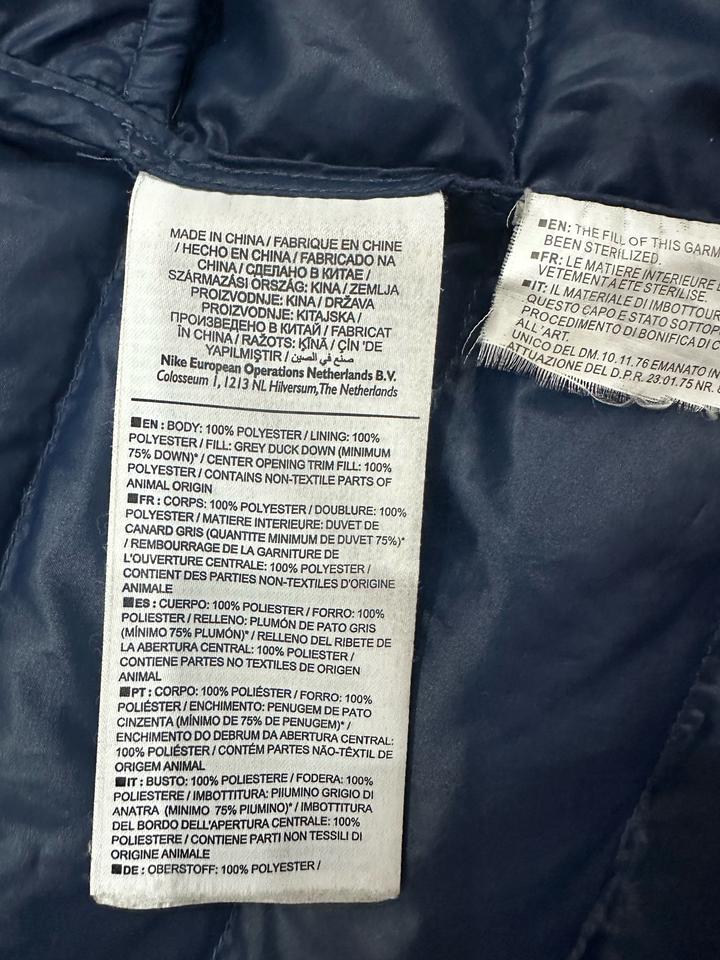 MADE IN CHINA / FABRIQUE EN CHINE
/ HECHO EN CHINA / FABRICADO NA
CHINA / СДЕЛАНО В КИТАЕ /
SZÁRMAZÁSI ÓRSZÁG: KINA / ZEMLJA
PROIZVODNJE: KINA / DRŽAVA
PROIZVODNJE: KITAJSKA /
ПРОИЗВЕДЕНО В КИТАЙ / FABRICAT
ÎN CHINA / RAŽOTS: ĶĪNĀ / ÇİN 'DE
YAPILMIŞTIR / صنع في الصين
Nike European Operations Netherlands B.V.
Colosseum 1, 1213 NL Hilversum, The Netherlands
EN : BODY: 100% POLYESTER / LINING: 100%
POLYESTER / FILL: GREY DUCK DOWN (MINIMUM
75% DOWN)* / CENTER OPENING TRIM FILL: 100%
POLYESTER / CONTAINS NON-TEXTILE PARTS OF
ANIMAL ORIGIN
FR : CORPS: 100% POLYESTER / DOUBLURE: 100%
POLYESTER / MATIERE INTERIEURE: DUVET DE
CANARD GRIS (QUANTITE MINIMUM DE DUVET 75%)*
/ REMBOURRAGE DE LA GARNITURE DE
L'OUVERTURE CENTRALE: 100% POLYESTER /
CONTIENT DES PARTIES NON-TEXTILES D'ORIGINE
ANIMALE
ES : CUERPO: 100% POLIESTER / FORRO: 100%
POLIESTER / RELLENO: PLUMÓN DE PATO GRIS
(MÍNIMO 75% PLUMÓN)* / RELLENO DEL RIBETE DE
LA ABERTURA CENTRAL: 100% POLIESTER /
CONTIENE PARTES NO TEXTILES DE ORIGEN
ANIMAL
PT : CORPO: 100% POLIÉSTER / FORRO: 100%
POLIÉSTER / ENCHIMENTO: PENUGEM DE PATO
CINZENTA (MÍNIMO DE 75% DE PENUGEM)* /
ENCHIMENTO DO DEBRUM DA ABERTURA CENTRAL:
100% POLIÉSTER / CONTÉM PARTES NÃO-TÊXTIL DE
ORIGEM ANIMAL
IT : BUSTO: 100% POLIESTERE / FODERA: 100%
POLIESTERE / IMBOTTITURA: PIIUMINO GRIGIO DI
ANATRA (MINIMO 75% PIUMINO)* / IMBOTTITURA
DEL BORDO DELL'APERTURA CENTRALE: 100%
POLIESTERE / CONTIENE PARTI NON TESSILI DI
ORIGINE ANIMALE
DE : OBERSTOFF: 100% POLYESTER /
EN: THE FILL OF THIS GARM
BEEN STERILIZED.
FR: LE MATIERE INTERIEURE
VETEMENT A ETE STERILISE.
IT: IL MATERIALE DI IMBOTTOUR
QUESTO CAPO E STATO SOTTOP
PROCEDIMENTO DI BONIFICA DI C
ALL'ART.
UNICO DEL DM. 10.11.76 EMANATO IN
ATTUAZIONE DEL D.P.R. 23.01.75 NR.